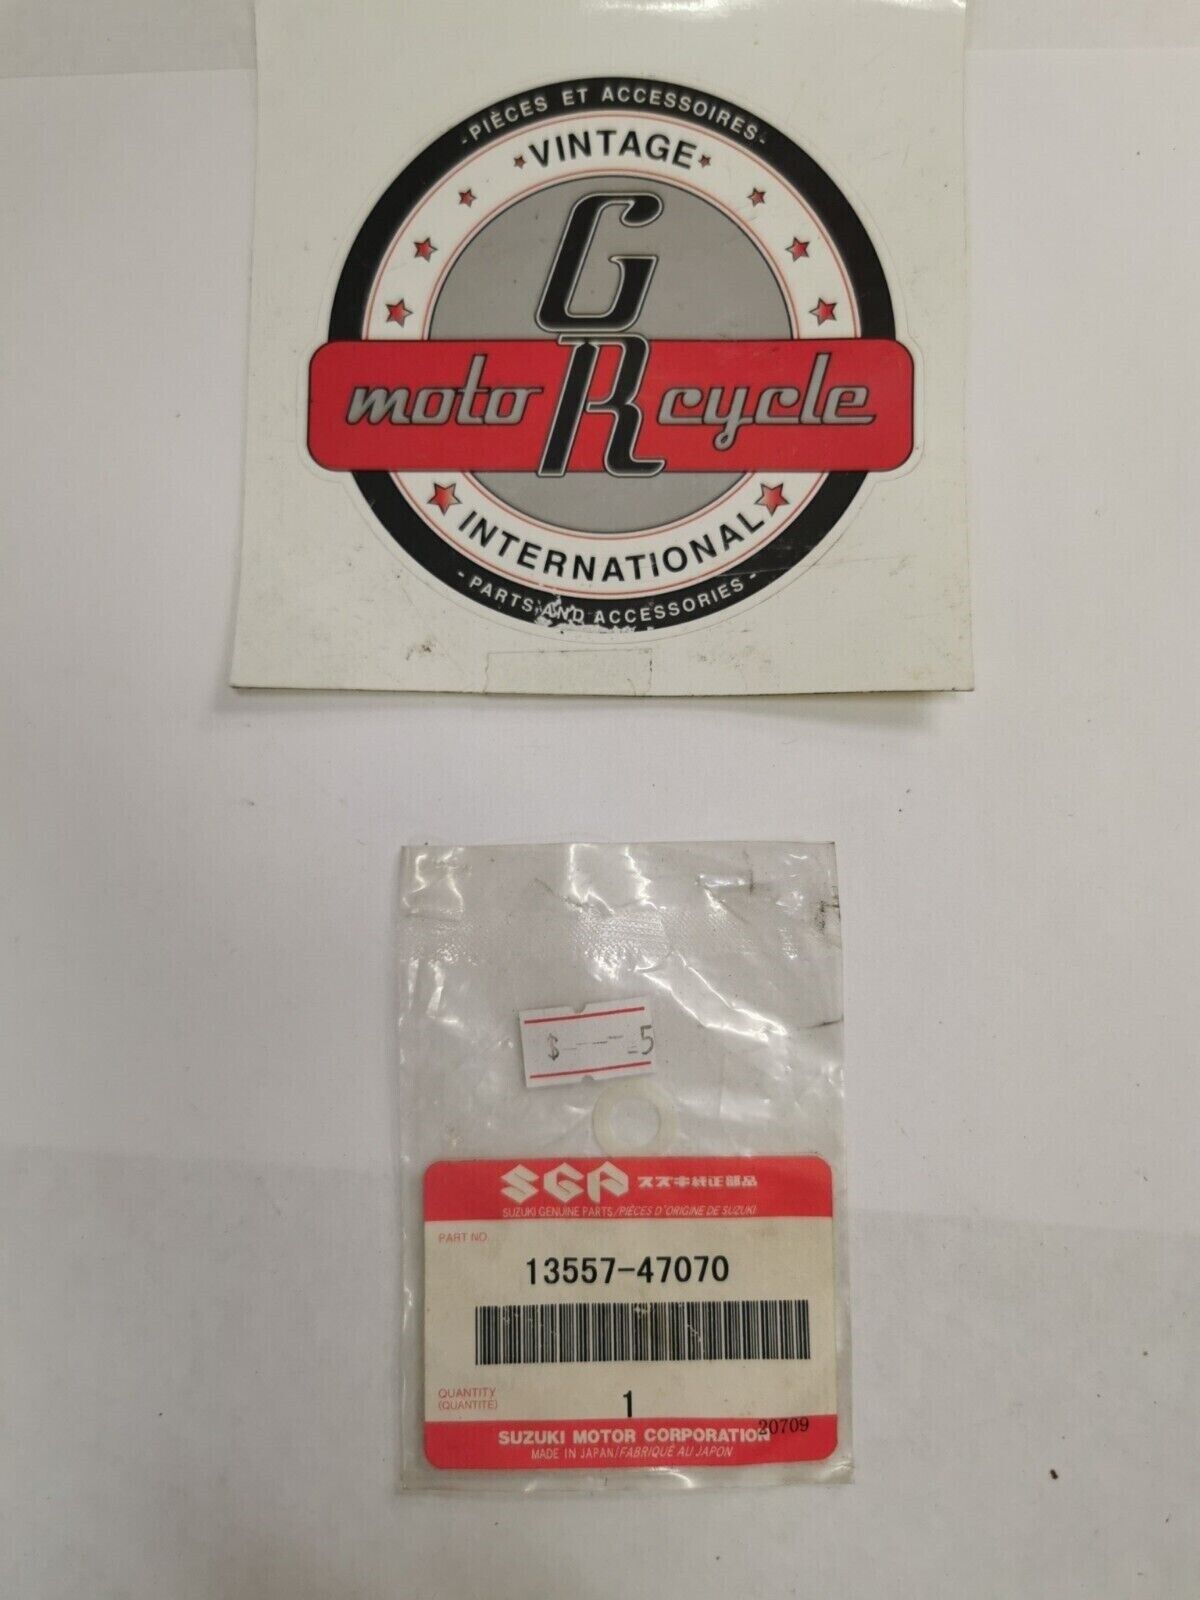 -PIÈCES ET ACCESSOIRES-
VINTAGE
GR
moto cycle
INTERNATIONAL
-PARTS AND ACCESSORIES-
$ -----.5
SGP スズキ純正部品
SUZUKI GENUINE PARTS/PIÈCES D'ORIGINE DE SUZUKI
PART NO.
13557-47070
QUANTITY
(QUANTITÉ)
1
20709
SUZUKI MOTOR CORPORATION
MADE IN JAPAN/FABRIQUÉ AU JAPON